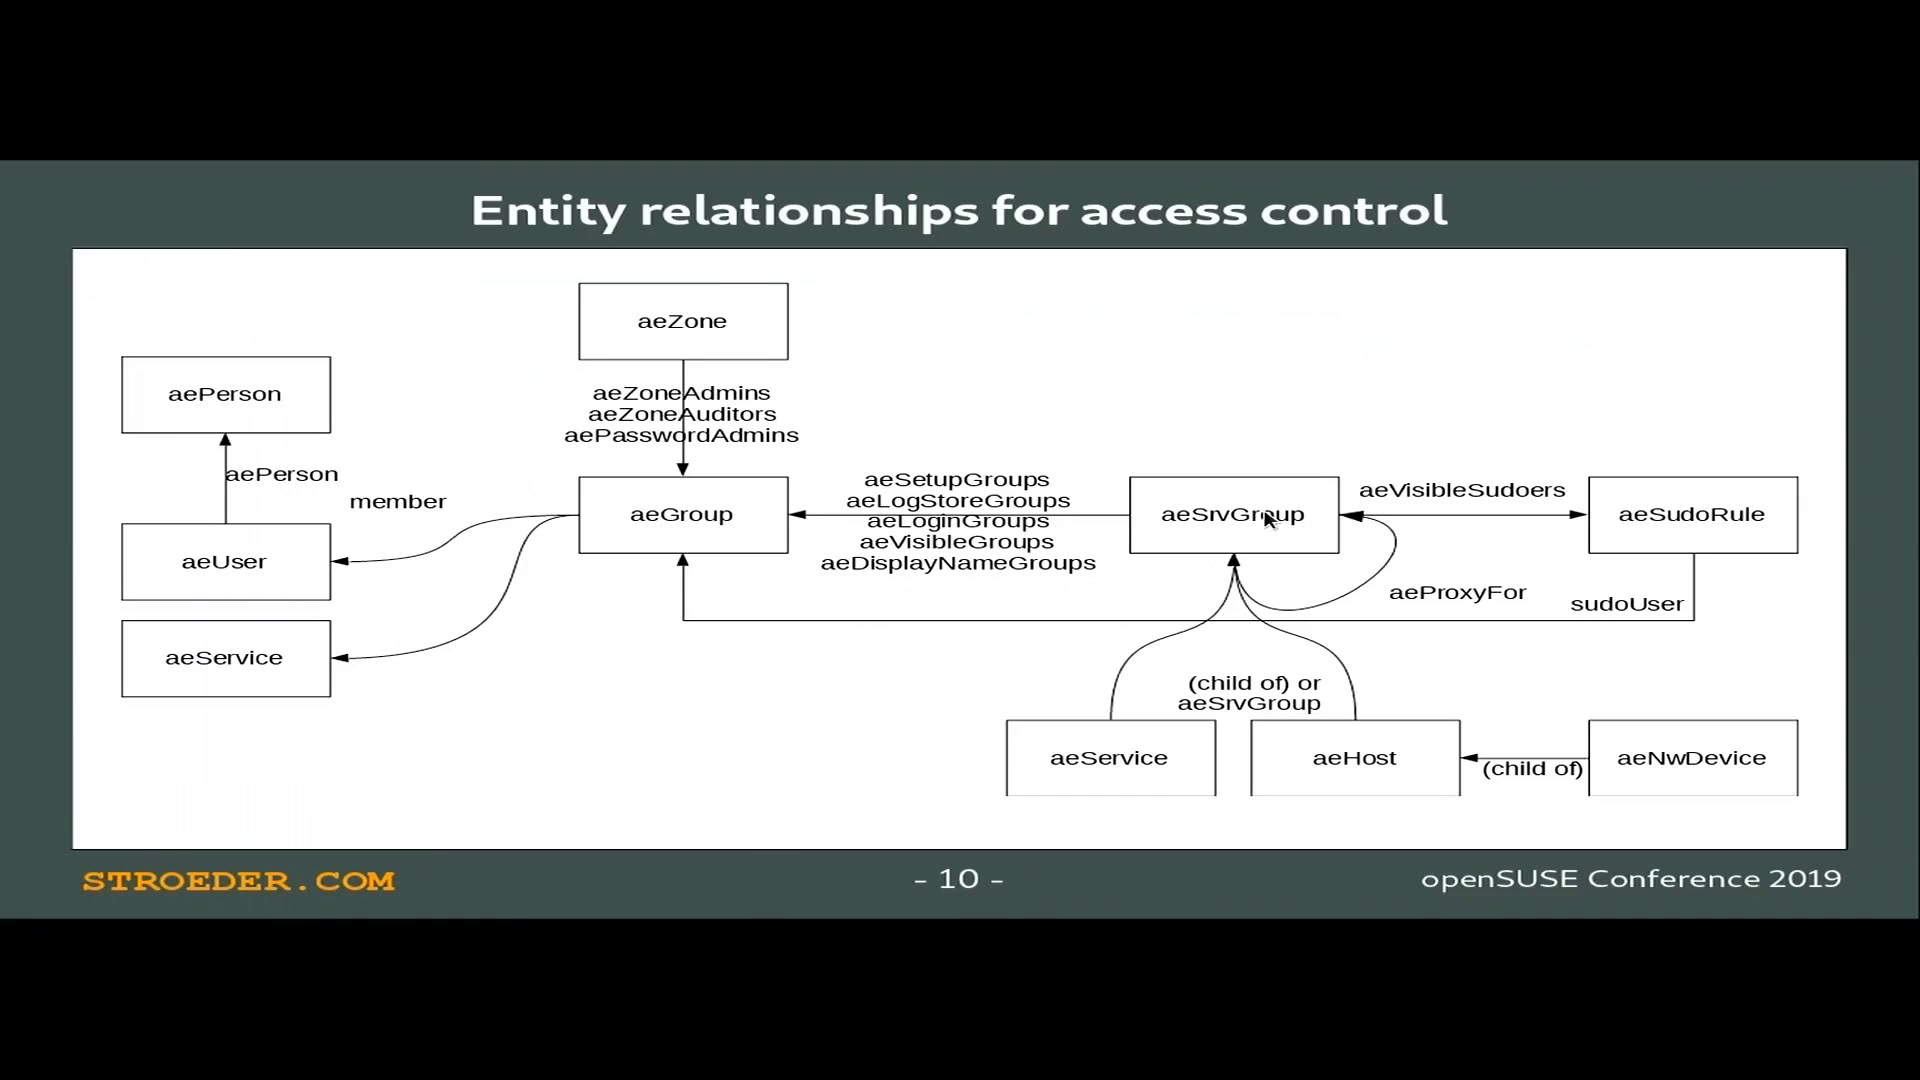 Entity relationships for access control
aeZone
aePerson
aeZoneAdmins
aeZoneAuditors
aePasswordAdmins
aePerson
member
aeUser
aeService
aeGroup
aeSetupGroups
aeLogStoreGroups
aeLoginGroups
aeVisibleGroups
aeDisplayNameGroups
aeSrvGroup
aeVisibleSudoers
aeSudoRule
aeProxyFor
sudoUser
(child of) or
aeSrvGroup
aeService
aeHost
(child of)
aeNwDevice
STROEDER.COM
- 10 -
openSUSE Conference 2019